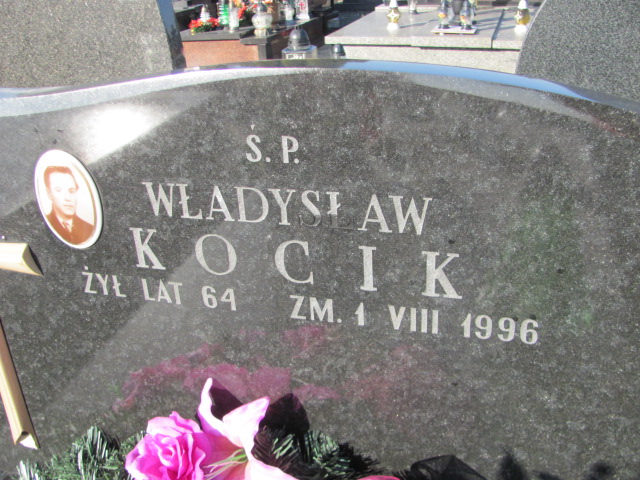 Ś.P.
WŁADYSŁAW
KOCIK
ŻYŁ LAT 64 ZM. 1 VIII 1996